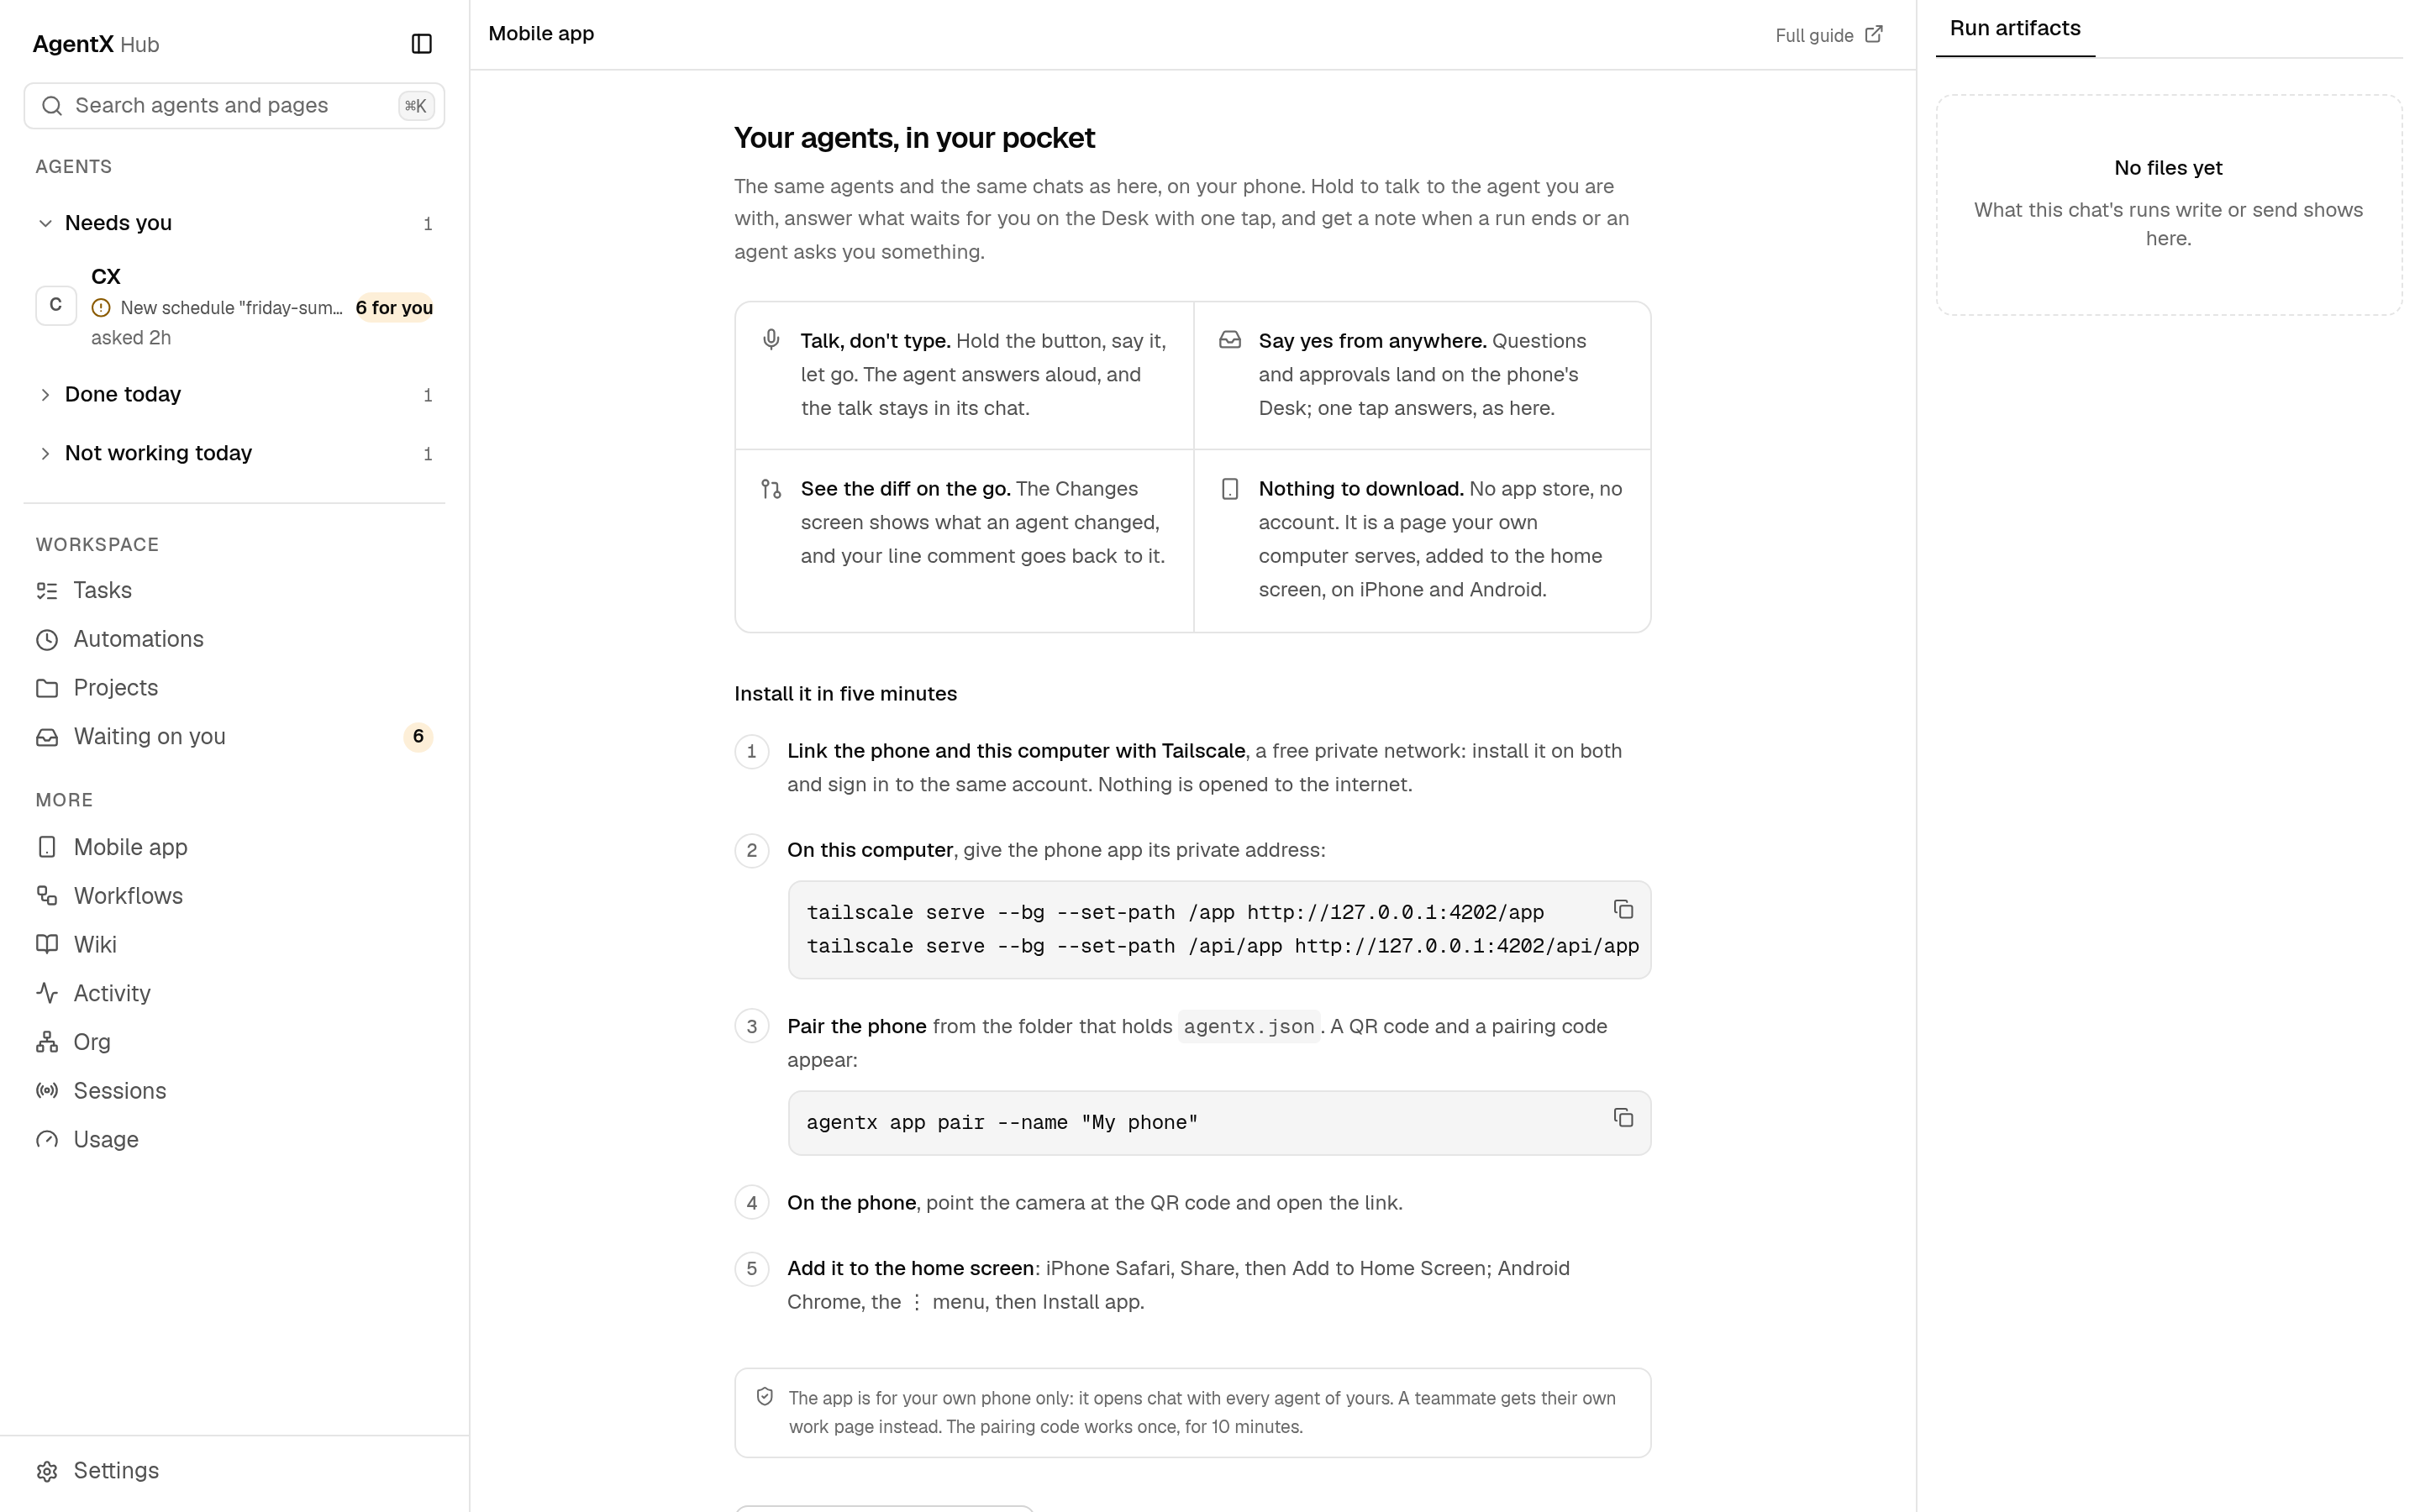 AgentX Hub
Search agents and pages ⌘K
AGENTS
Needs you 1
CX
C
New schedule "friday-sum... 6 for you
asked 2h
Done today 1
Not working today 1
WORKSPACE
Tasks
Automations
Projects
Waiting on you 6
MORE
Mobile app
Workflows
Wiki
Activity
Org
Sessions
Usage
Settings
Mobile app
Full guide
Your agents, in your pocket
The same agents and the same chats as here, on your phone. Hold to talk to the agent you are
with, answer what waits for you on the Desk with one tap, and get a note when a run ends or an
agent asks you something.
Talk, don't type. Hold the button, say it,
let go. The agent answers aloud, and
the talk stays in its chat.
Say yes from anywhere. Questions
and approvals land on the phone's
Desk; one tap answers, as here.
See the diff on the go. The Changes
screen shows what an agent changed,
and your line comment goes back to it.
Nothing to download. No app store, no
account. It is a page your own
computer serves, added to the home
screen, on iPhone and Android.
Install it in five minutes
1 Link the phone and this computer with Tailscale, a free private network: install it on both
and sign in to the same account. Nothing is opened to the internet.
2 On this computer, give the phone app its private address:
tailscale serve --bg --set-path /app http://127.0.0.1:4202/app
tailscale serve --bg --set-path /api/app http://127.0.0.1:4202/api/app
3 Pair the phone from the folder that holds agentx.json. A QR code and a pairing code
appear:
agentx app pair --name "My phone"
4 On the phone, point the camera at the QR code and open the link.
5 Add it to the home screen: iPhone Safari, Share, then Add to Home Screen; Android
Chrome, the ⋮ menu, then Install app.
The app is for your own phone only: it opens chat with every agent of yours. A teammate gets their own
work page instead. The pairing code works once, for 10 minutes.
Run artifacts
No files yet
What this chat's runs write or send shows
here.